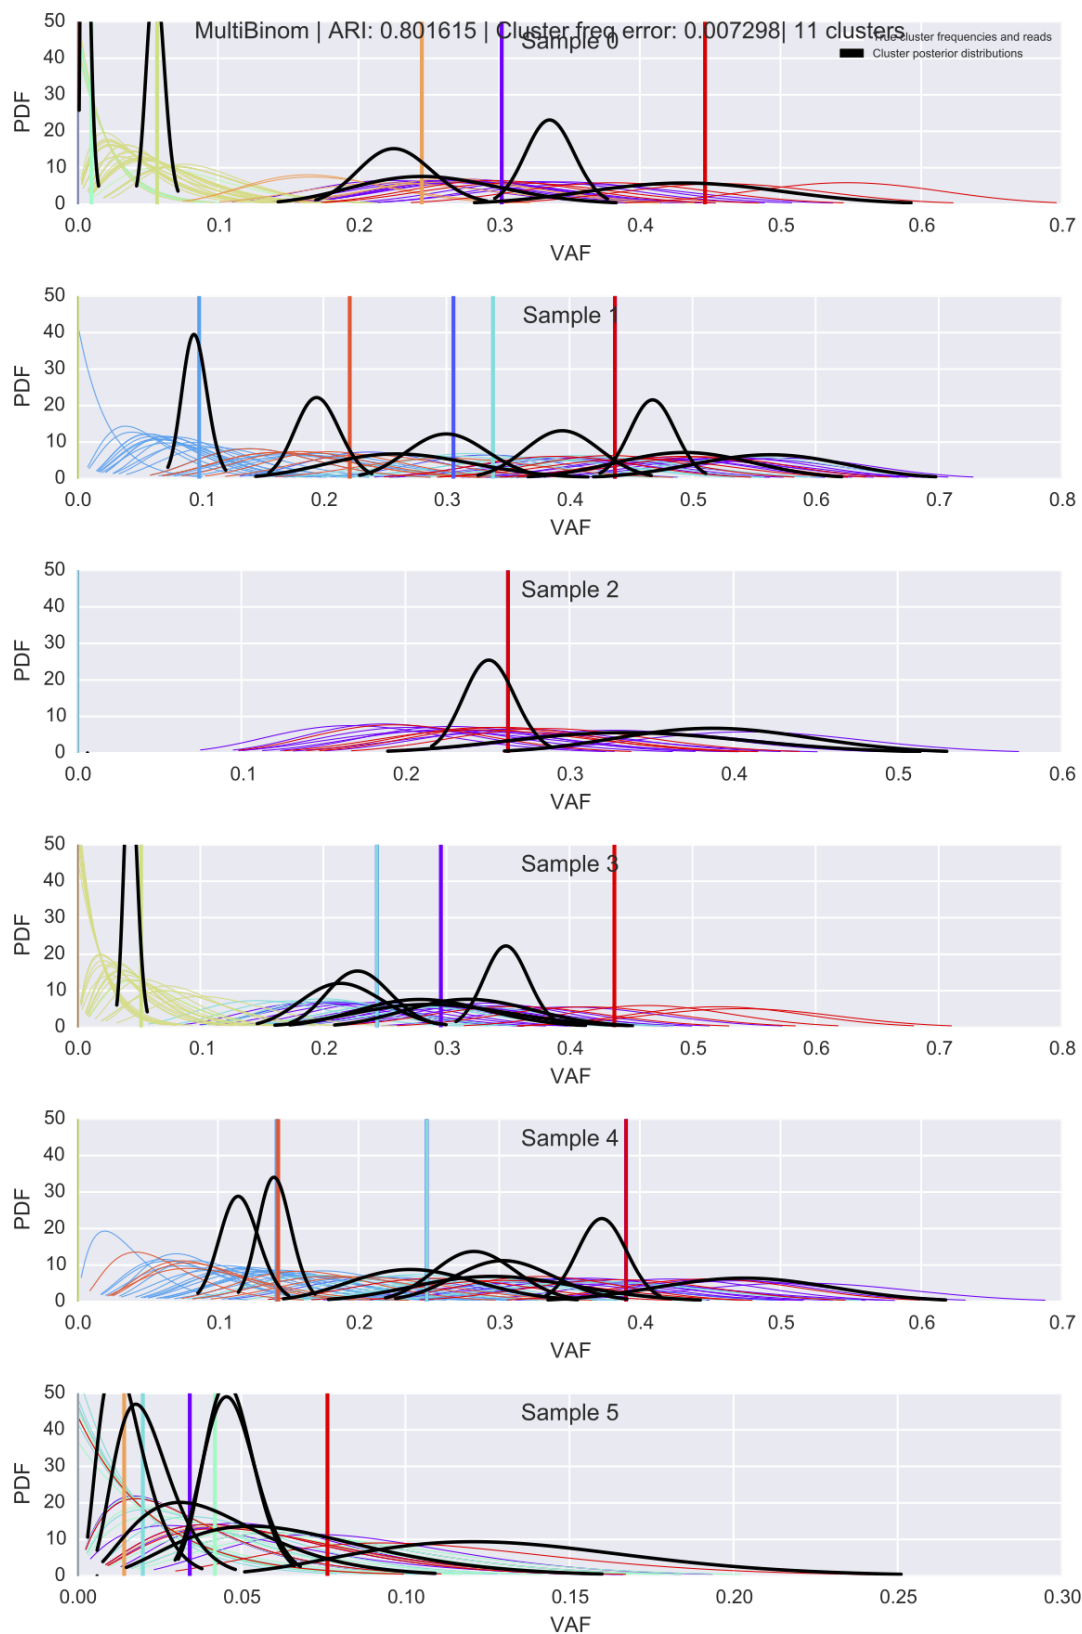 MultiBinom | ARI: 0.801615 | Cluster freq error: 0.007298| 11 clusters
Sample 0
True cluster frequencies and reads
Cluster posterior distributions
PDF
50
40
30
20
10
0
0.0 0.1 0.2 0.3 0.4 0.5 0.6 0.7
VAF
Sample 1
PDF
50
40
30
20
10
0
0.0 0.1 0.2 0.3 0.4 0.5 0.6 0.7 0.8
VAF
Sample 2
PDF
50
40
30
20
10
0
0.0 0.1 0.2 0.3 0.4 0.5 0.6
VAF
Sample 3
PDF
50
40
30
20
10
0
0.0 0.1 0.2 0.3 0.4 0.5 0.6 0.7 0.8
VAF
Sample 4
PDF
50
40
30
20
10
0
0.0 0.1 0.2 0.3 0.4 0.5 0.6 0.7
VAF
Sample 5
PDF
50
40
30
20
10
0
0.00 0.05 0.10 0.15 0.20 0.25 0.30
VAF